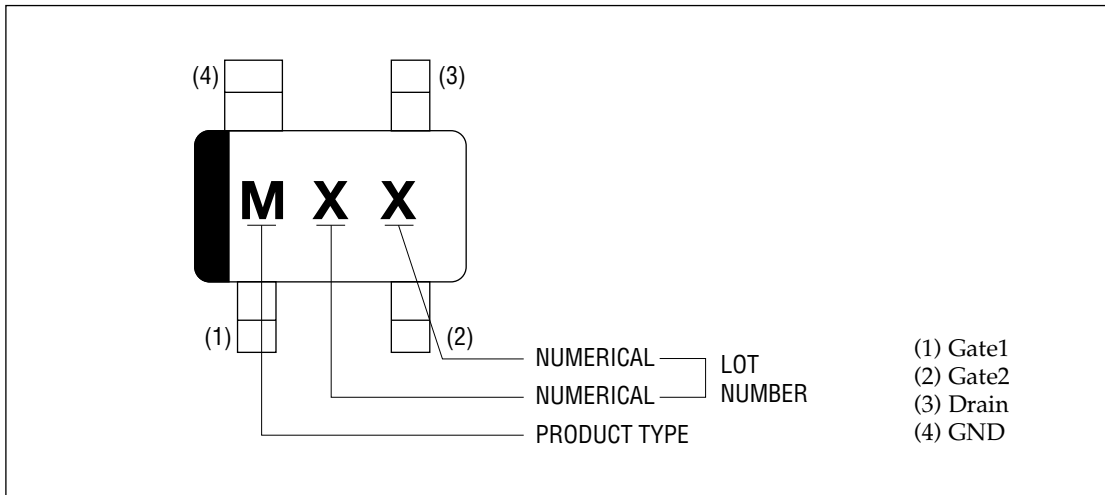 (4)
(3)
M X X
(1)
(2)
NUMERICAL
NUMERICAL
LOT
NUMBER
PRODUCT TYPE
(1) Gate1
(2) Gate2
(3) Drain
(4) GND